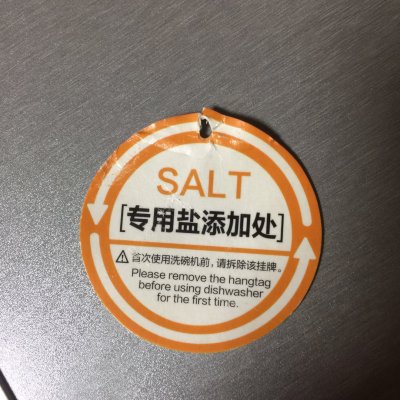 SALT
[专用盐添加处]
首次使用洗碗机前,请拆除该挂牌。
Please remove the hangtag
before using dishwasher
for the first time.